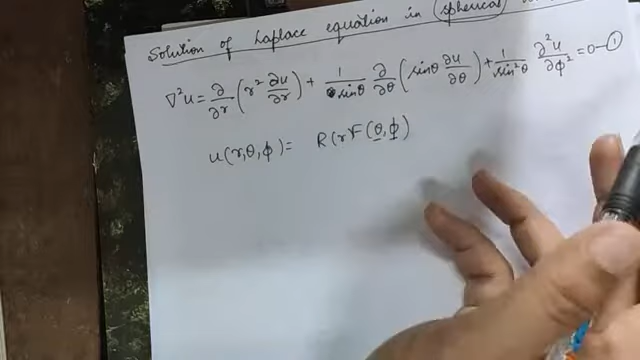 Solution of Laplace equation in (spherical)
∇²u = ∂/∂r (r² ∂u/∂r) + 1/sinθ ∂/∂θ (sinθ ∂u/∂θ) + 1/sin²θ ∂²u/∂φ² = 0 —①
u(r,θ,φ) = R(r)F(θ,φ)